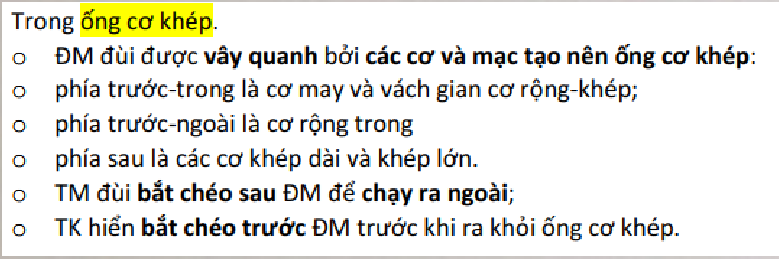 Trong ống cơ khép.
o ĐM đùi được vây quanh bởi các cơ và mạc tạo nên ống cơ khép:
o phía trước-trong là cơ may và vách gian cơ rộng-khép;
o phía trước-ngoài là cơ rộng trong
o phía sau là các cơ khép dài và khép lớn.
o TM đùi bắt chéo sau ĐM để chạy ra ngoài;
o TK hiển bắt chéo trước ĐM trước khi ra khỏi ống cơ khép.